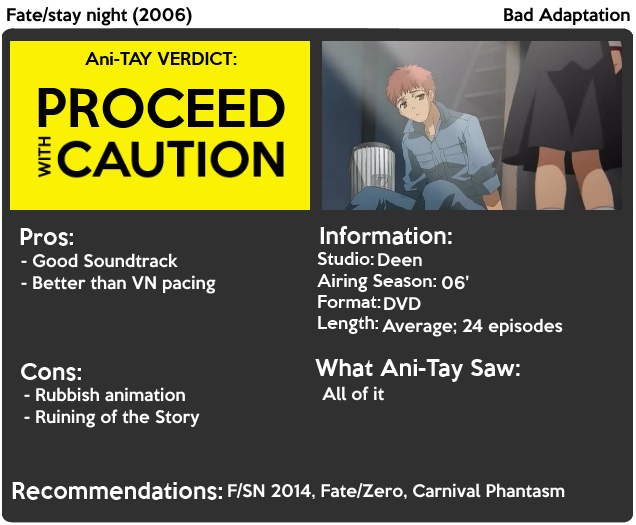 Fate/stay night (2006)
Bad Adaptation
Ani-TAY VERDICT:
PROCEED
WITH CAUTION
Pros:
- Good Soundtrack
- Better than VN pacing
Information:
Studio: Deen
Airing Season: 06'
Format: DVD
Length: Average; 24 episodes
Cons:
- Rubbish animation
- Ruining of the Story
What Ani-Tay Saw:
All of it
Recommendations: F/SN 2014, Fate/Zero, Carnival Phantasm